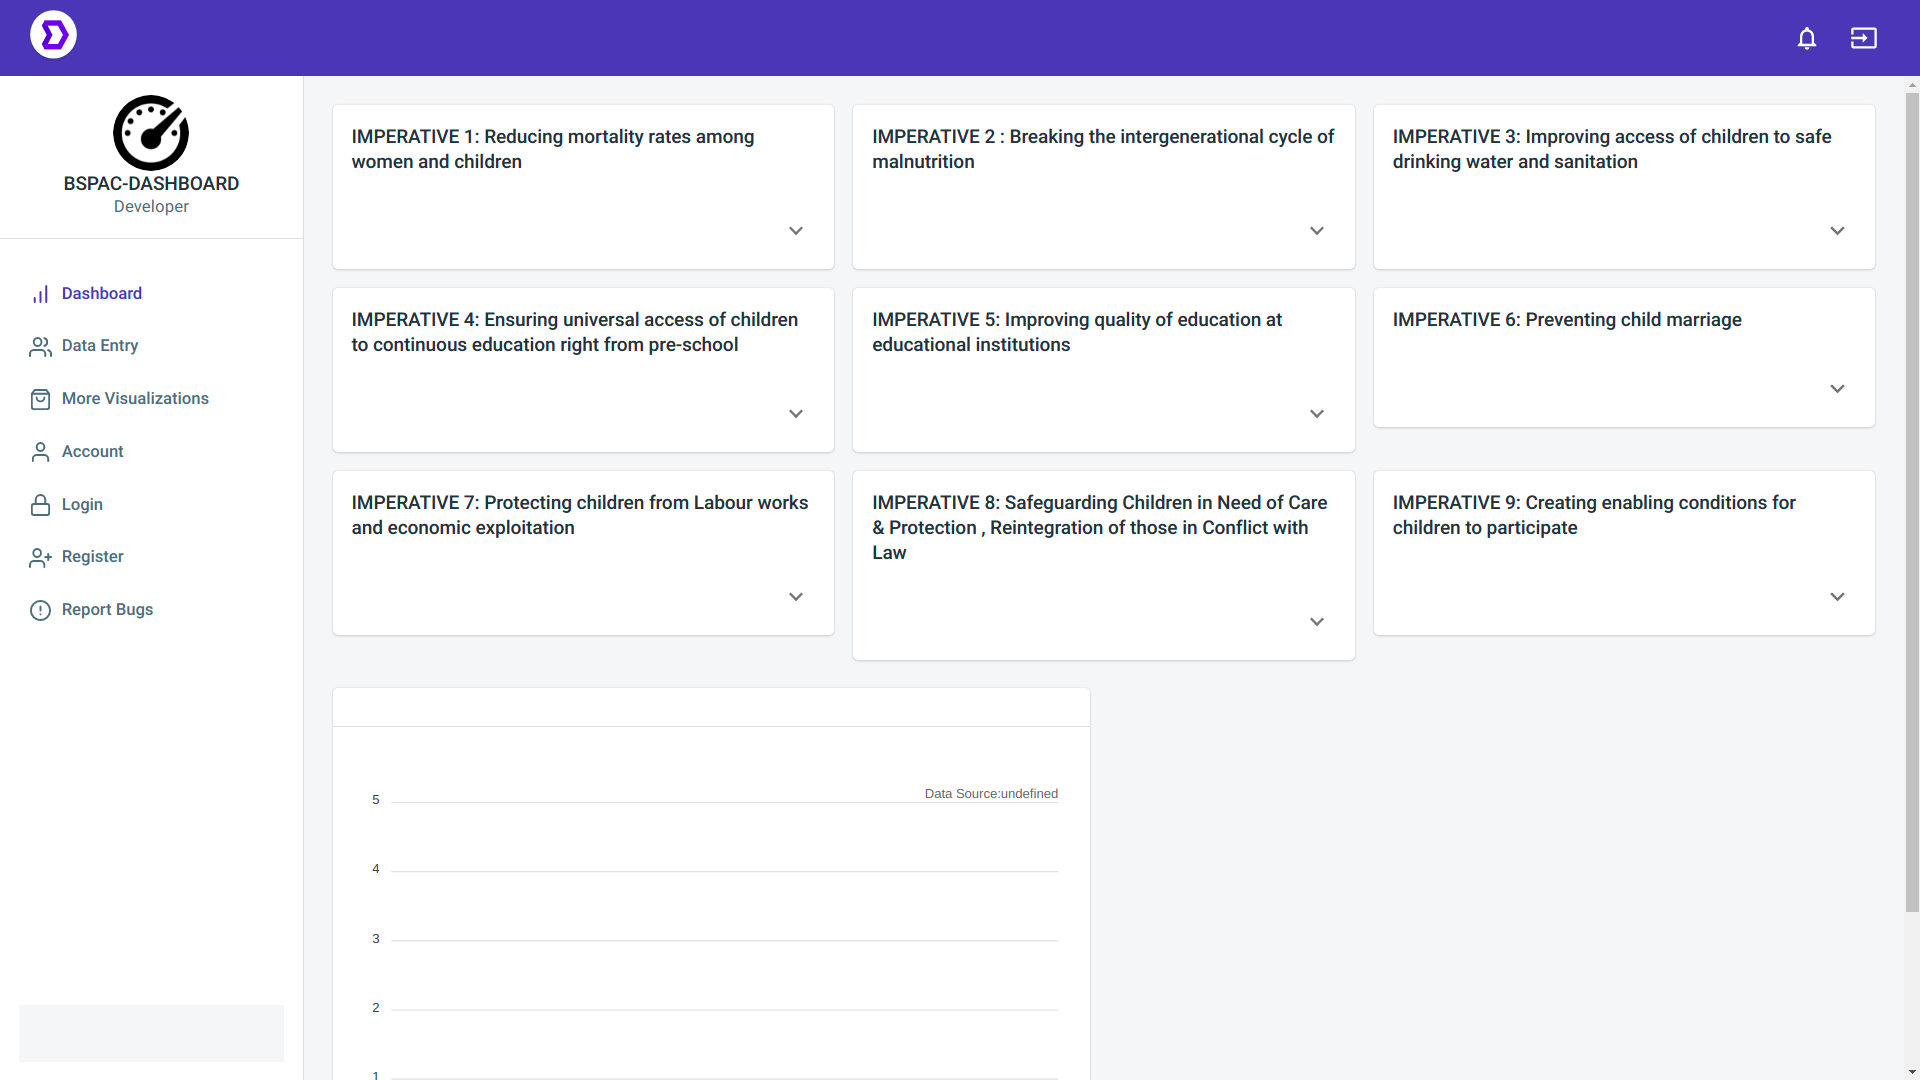 BSPAC-DASHBOARD
Developer
Dashboard
Data Entry
More Visualizations
Account
Login
Register
Report Bugs
IMPERATIVE 1: Reducing mortality rates among
women and children
IMPERATIVE 2 : Breaking the intergenerational cycle of
malnutrition
IMPERATIVE 3: Improving access of children to safe
drinking water and sanitation
IMPERATIVE 4: Ensuring universal access of children
to continuous education right from pre-school
IMPERATIVE 5: Improving quality of education at
educational institutions
IMPERATIVE 6: Preventing child marriage
IMPERATIVE 7: Protecting children from Labour works
and economic exploitation
IMPERATIVE 8: Safeguarding Children in Need of Care
& Protection , Reintegration of those in Conflict with
Law
IMPERATIVE 9: Creating enabling conditions for
children to participate
Data Source:undefined
5
4
3
2
1